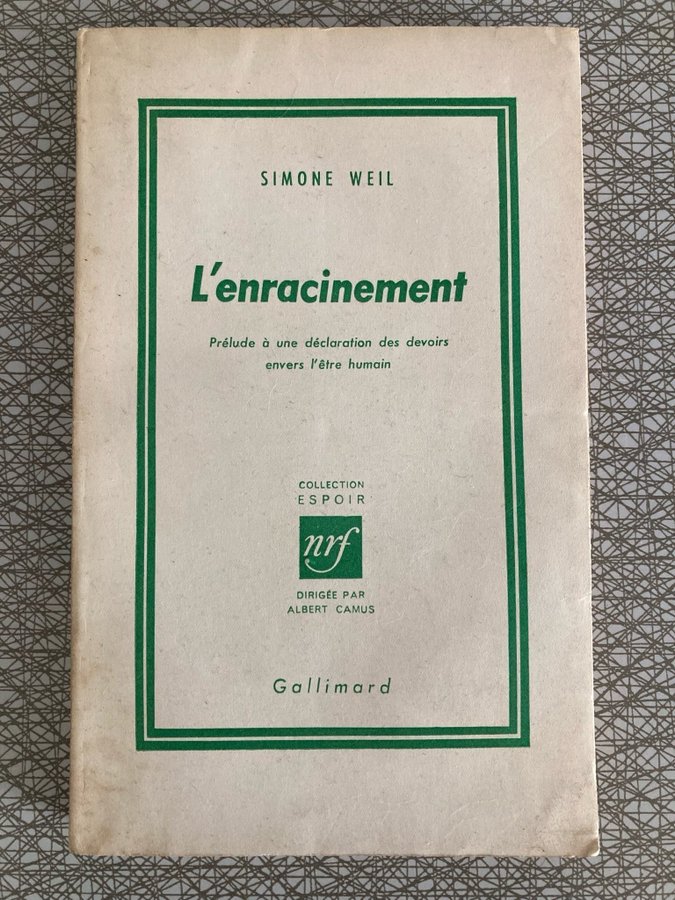 SIMONE WEIL
L'enracinement
Prélude à une déclaration des devoirs
envers l'être humain
COLLECTION
ESPOIR
nrf
DIRIGÉE PAR
ALBERT CAMUS
Gallimard